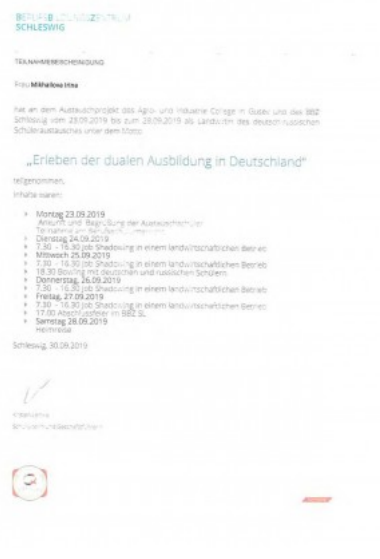 BERUFSBILDUNGSZENTRUM
SCHLESWIG
TEILNAHMEBESCHEINIGUNG
Frau Mikhailova Irina
hat an dem Austauschprojekt des Agro- und Industrie College in Gusev und des BBZ
Schleswig vom 23.09.2019 bis zum 28.09.2019 als Landwirtin des deutsch-russischen
Schüleraustausches unter dem Motto
„Erleben der dualen Ausbildung in Deutschland"
teilgenommen.
Inhalte waren:
Montag 23.09.2019
Ankunft und Begrüßung der Austauschschüler
Teilnahme am
Dienstag 24.09.2019
7.30 - 16.30 Job Shadowing in einem landwirtschaftlichen Betrieb
Mittwoch 25.09.2019
7.30 - 16.30 Job Shadowing in einem landwirtschaftlichen Betrieb
18.30 Bowling mit deutschen und russischen Schülern
Donnerstag, 26.09.2019
7.30 - 16.30 Job Shadowing in einem landwirtschaftlichen Betrieb
Freitag, 27.09.2019
7.30 - 16.30 Job Shadowing in einem landwirtschaftlichen Betrieb
17.00 Abschlussfeier im BBZ SL
Samstag 28.09.2019
Heimreise
Schleswig, 30.09.2019